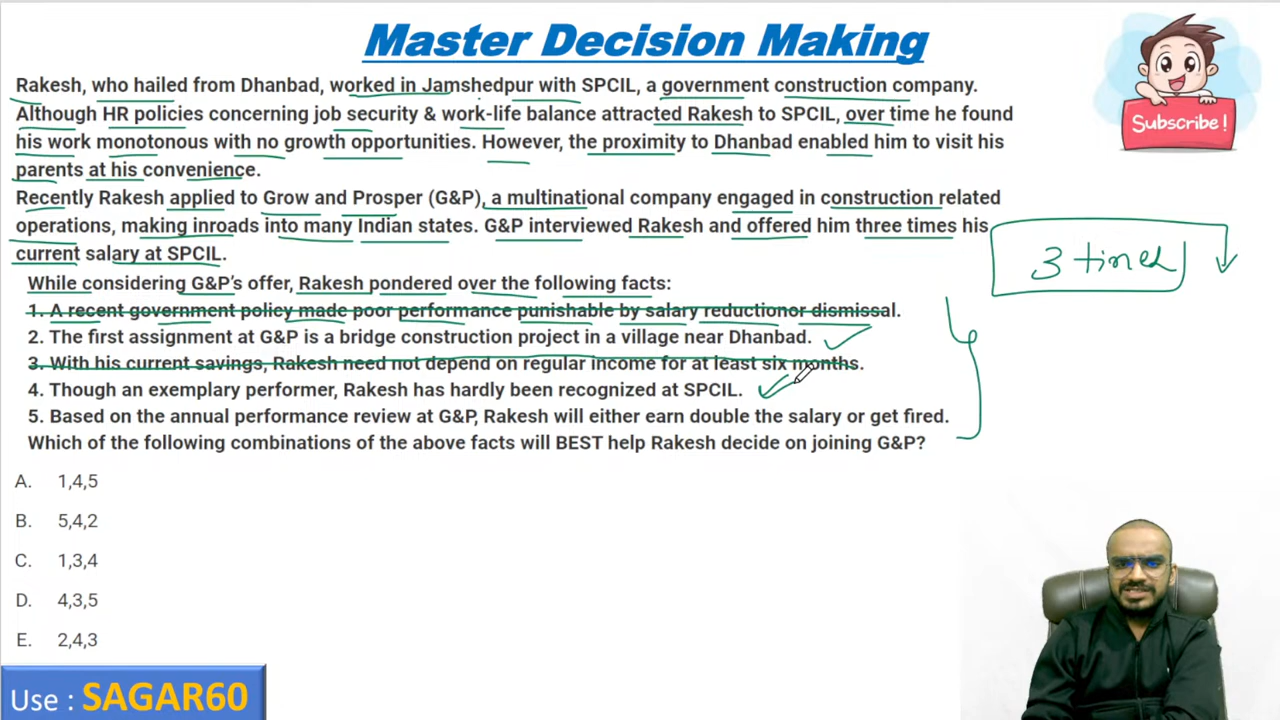 Master Decision Making
Rakesh, who hailed from Dhanbad, worked in Jamshedpur with SPCIL, a government construction company.
Although HR policies concerning job security & work-life balance attracted Rakesh to SPCIL, over time he found
his work monotonous with no growth opportunities. However, the proximity to Dhanbad enabled him to visit his
parents at his convenience.
Recently Rakesh applied to Grow and Prosper (G&P), a multinational company engaged in construction related
operations, making inroads into many Indian states. G&P interviewed Rakesh and offered him three times his
current salary at SPCIL.
While considering G&P's offer, Rakesh pondered over the following facts:
1. A recent government policy made poor performance punishable by salary reductionor dismissal.
2. The first assignment at G&P is a bridge construction project in a village near Dhanbad.
3. With his current savings, Rakesh need not depend on regular income for at least six months.
4. Though an exemplary performer, Rakesh has hardly been recognized at SPCIL.
5. Based on the annual performance review at G&P, Rakesh will either earn double the salary or get fired.
Which of the following combinations of the above facts will BEST help Rakesh decide on joining G&P?
A. 1,4,5
B. 5,4,2
C. 1,3,4
D. 4,3,5
E. 2,4,3
Subscribe!
3 times
Use : SAGAR60